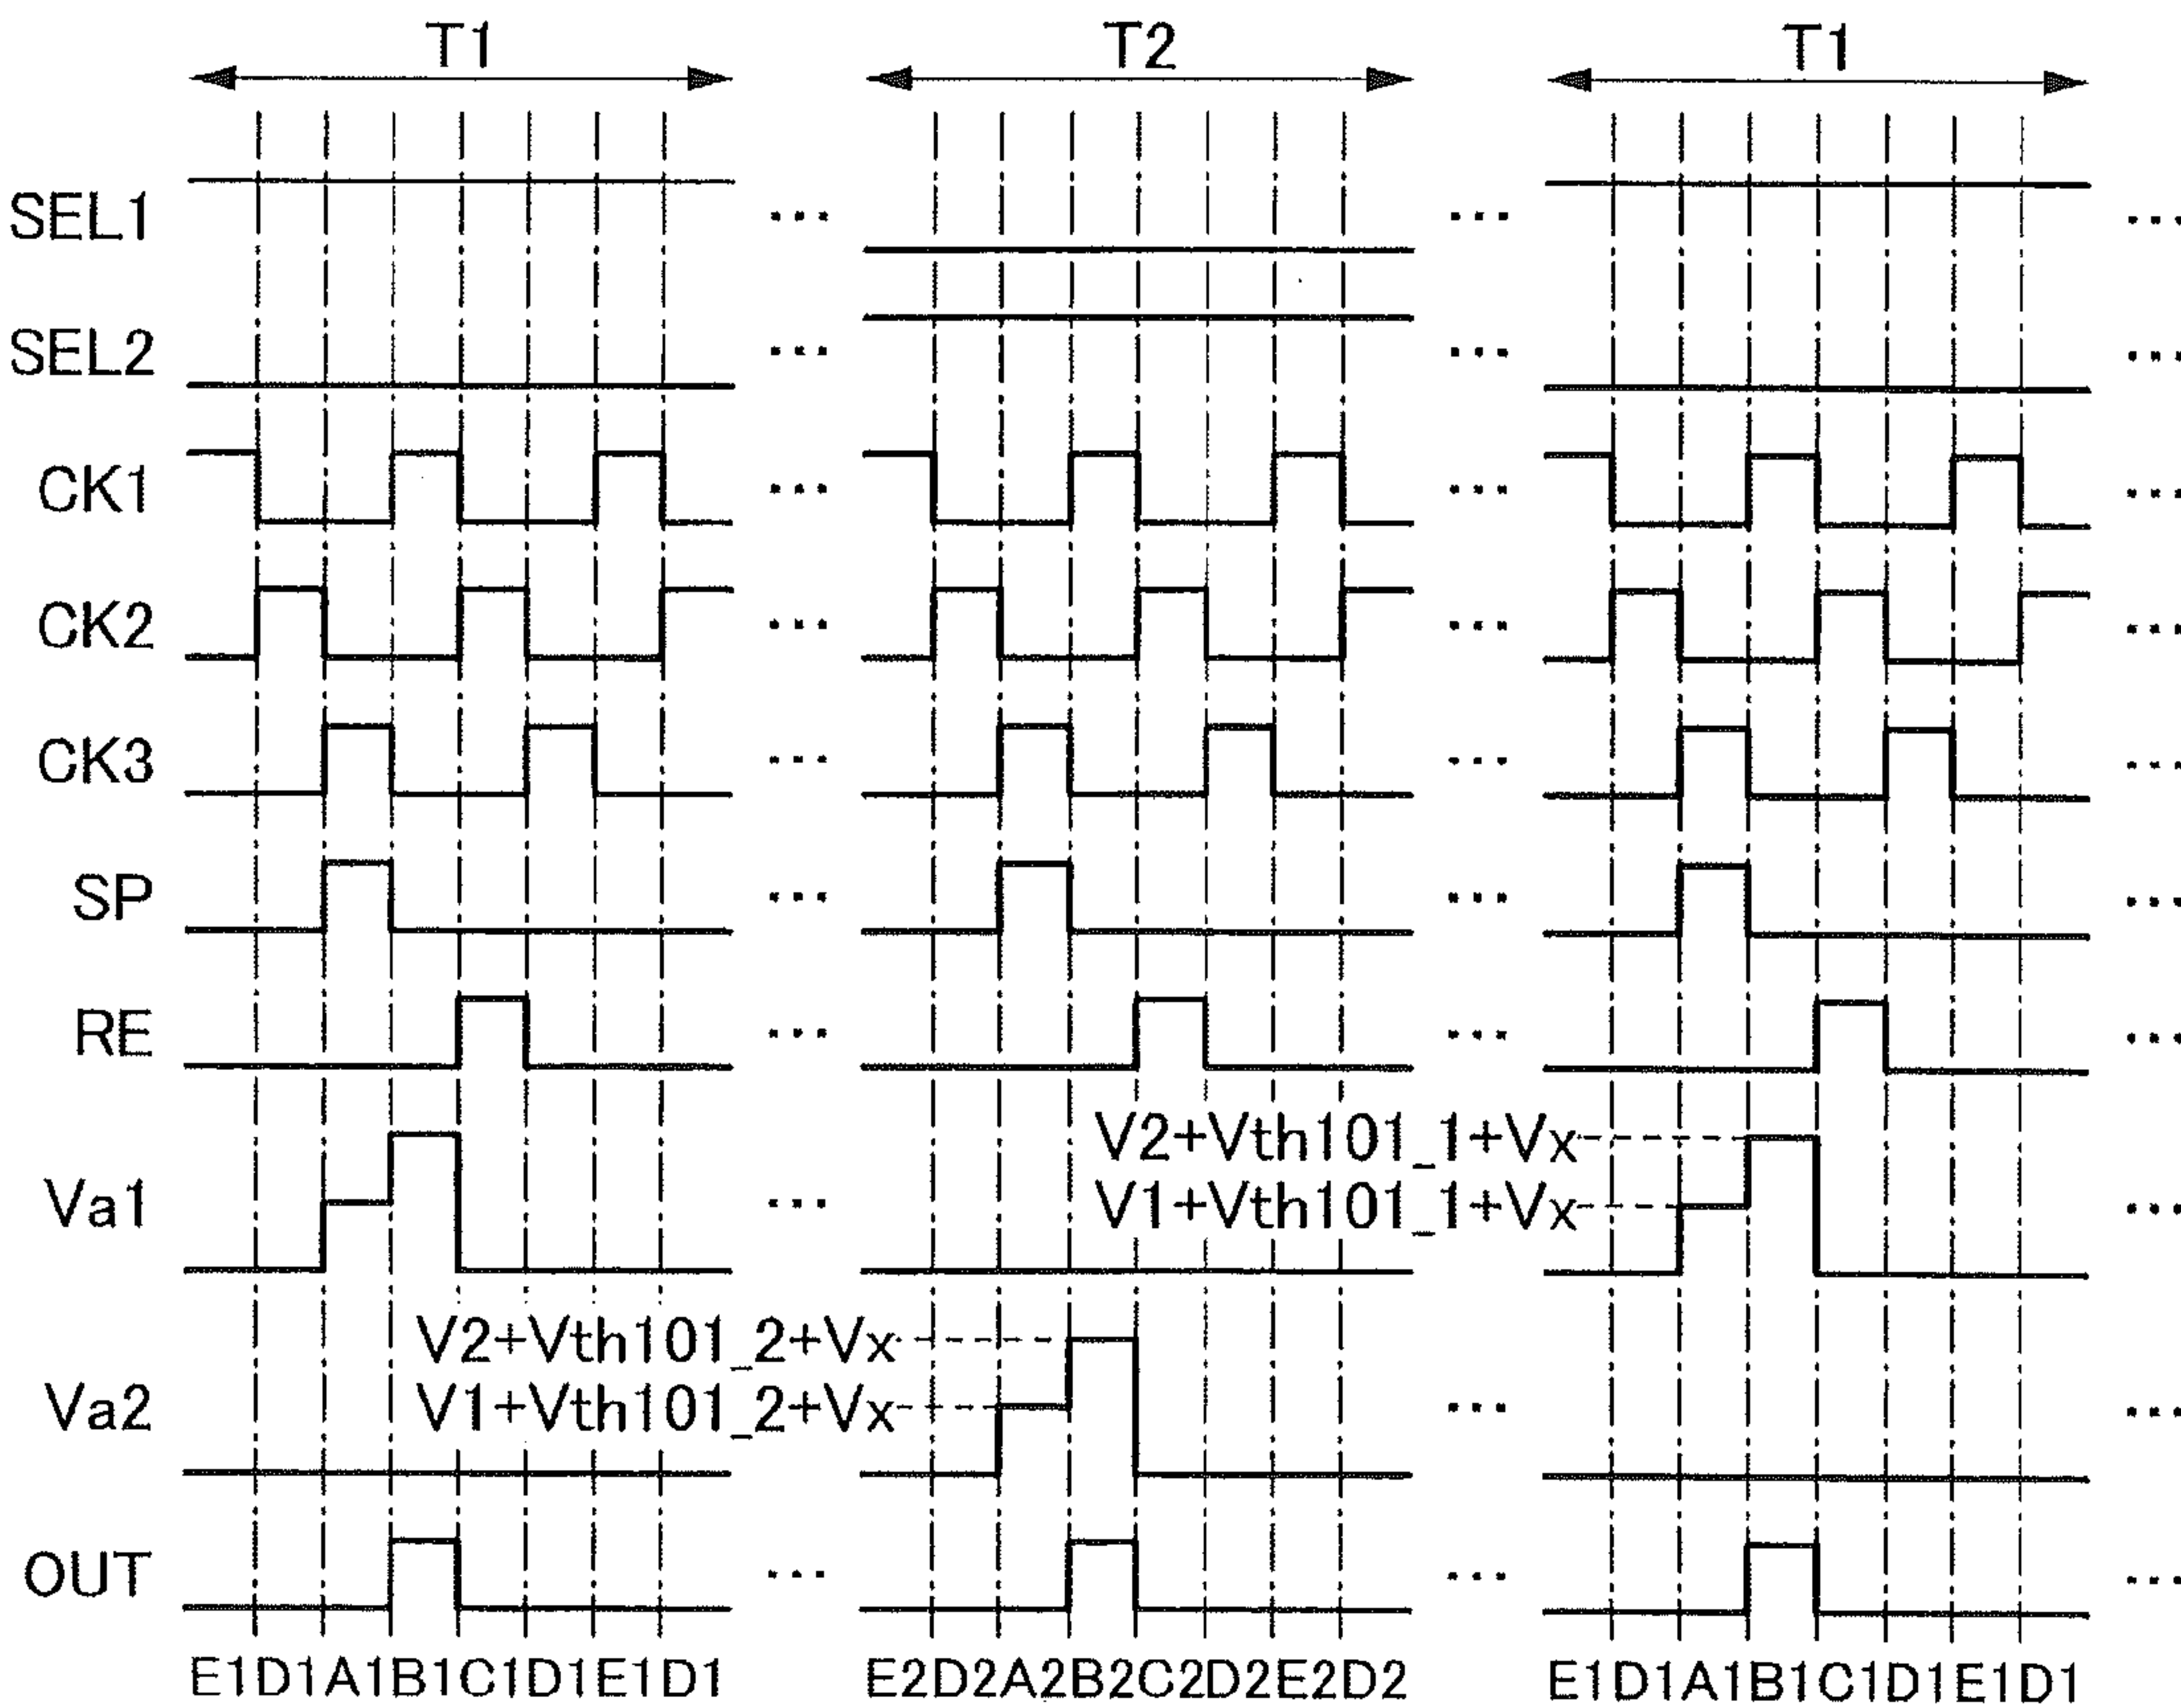 T1 T2 T1
SEL1 ... ... ...
SEL2 ... ... ...
CK1 ... ... ...
CK2 ... ... ...
CK3 ... ... ...
SP ... ... ...
RE ... ... ...
V2+Vth101_1+Vx
Va1 ... V1+Vth101_1+Vx ...
V2+Vth101_2+Vx
Va2 V1+Vth101_2+Vx ... ...
OUT ... ... ...
E1D1A1B1C1D1E1D1 E2D2A2B2C2D2E2D2 E1D1A1B1C1D1E1D1